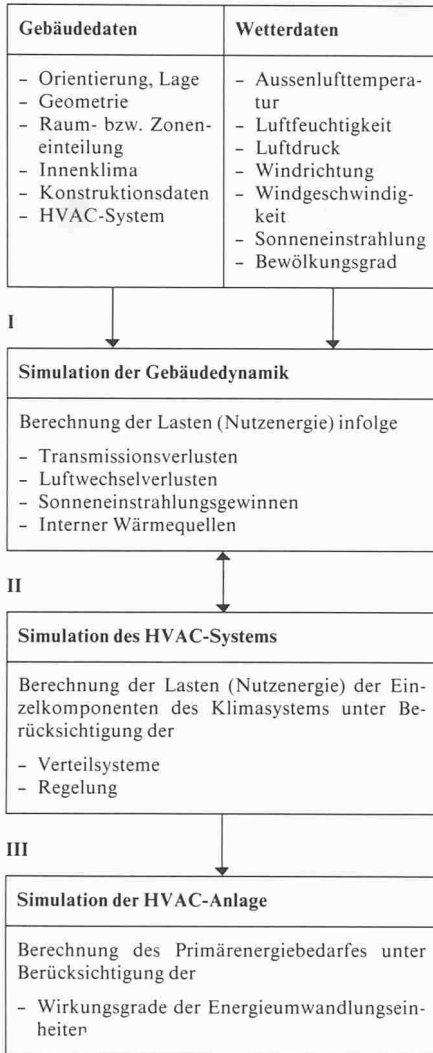 Gebäudedaten
– Orientierung, Lage
– Geometrie
– Raum- bzw. Zonen-
einteilung
– Innenklima
– Konstruktionsdaten
– HVAC-System
Wetterdaten
– Aussenlufttempera-
tur
– Luftfeuchtigkeit
– Luftdruck
– Windrichtung
– Windgeschwindig-
keit
– Sonneneinstrahlung
– Bewölkungsgrad
I
Simulation der Gebäudedynamik
Berechnung der Lasten (Nutzenergie) infolge
– Transmissionsverlusten
– Luftwechselverlusten
– Sonneneinstrahlungsgewinnen
– Interner Wärmequellen
II
Simulation des HVAC-Systems
Berechnung der Lasten (Nutzenergie) der Ein-
zelkomponenten des Klimasystems unter Be-
rücksichtigung der
– Verteilsysteme
– Regelung
III
Simulation der HVAC-Anlage
Berechnung des Primärenergiebedarfes unter
Berücksichtigung der
– Wirkungsgrade der Energieumwandlungsein-
heiten